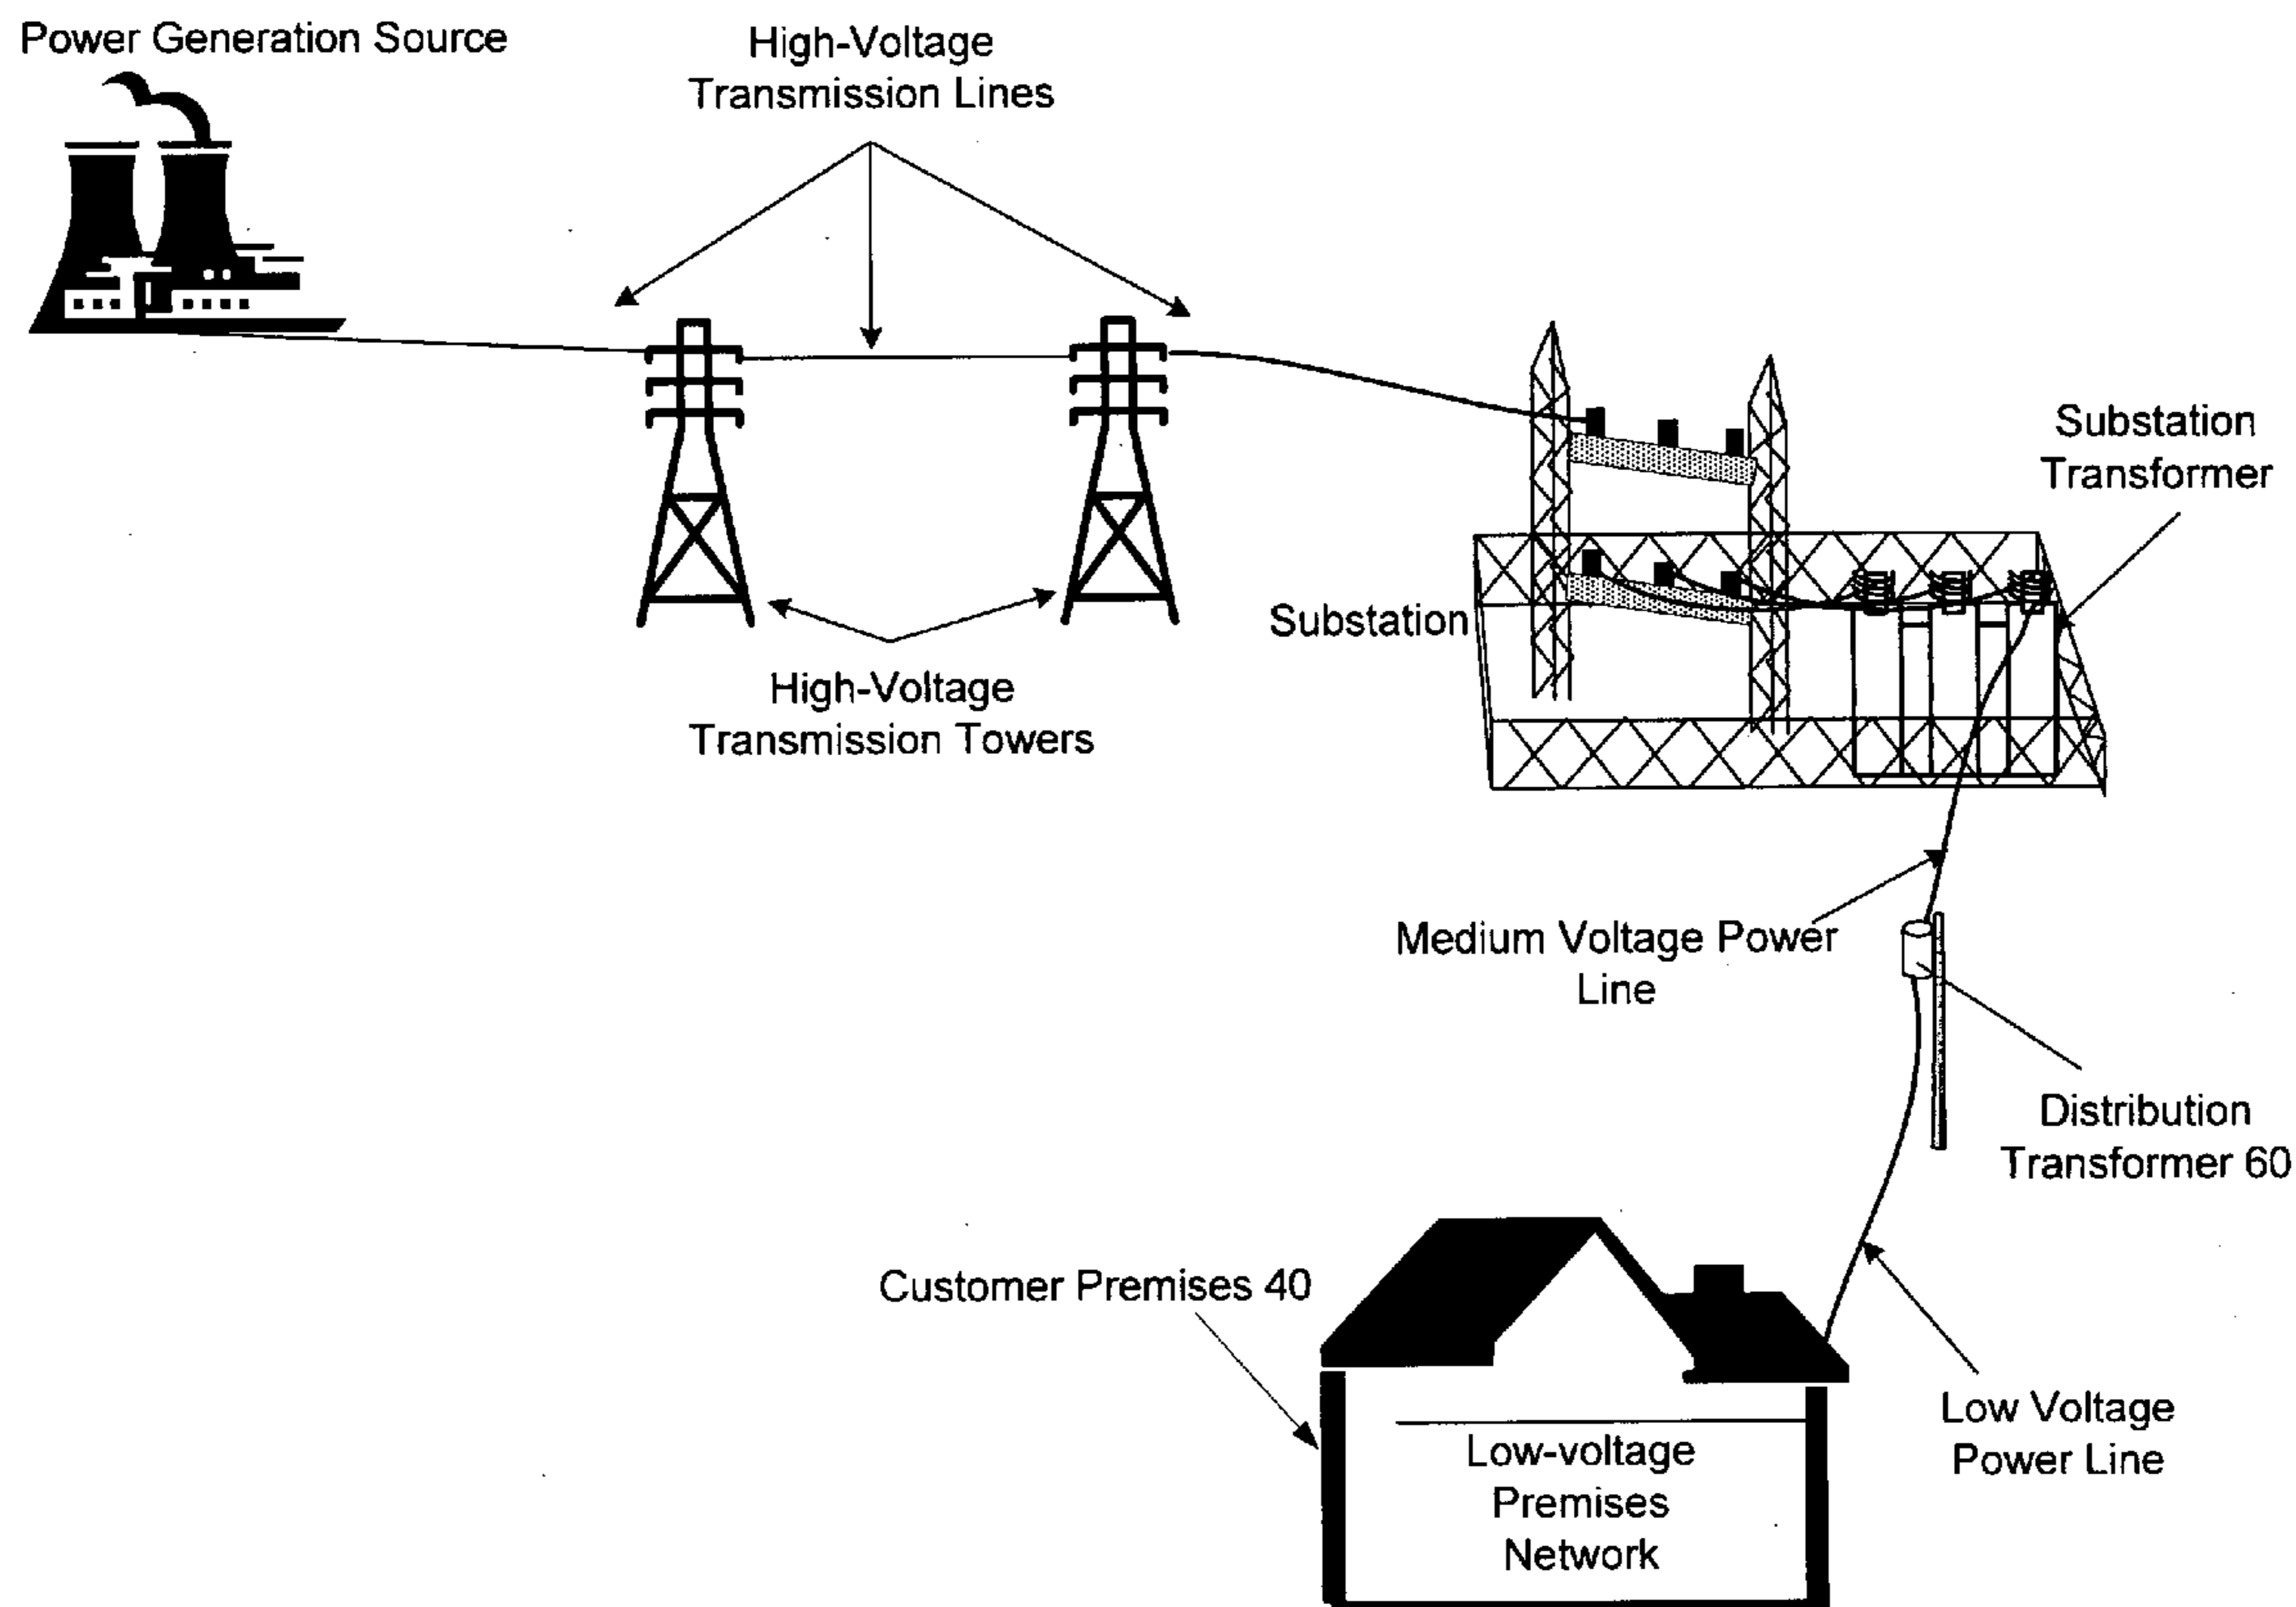 Power Generation Source
High-Voltage
Transmission Lines
Substation
Transformer
Substation
High-Voltage
Transmission Towers
Medium Voltage Power
Line
Distribution
Transformer 60
Customer Premises 40
Low Voltage
Power Line
Low-voltage
Premises
Network